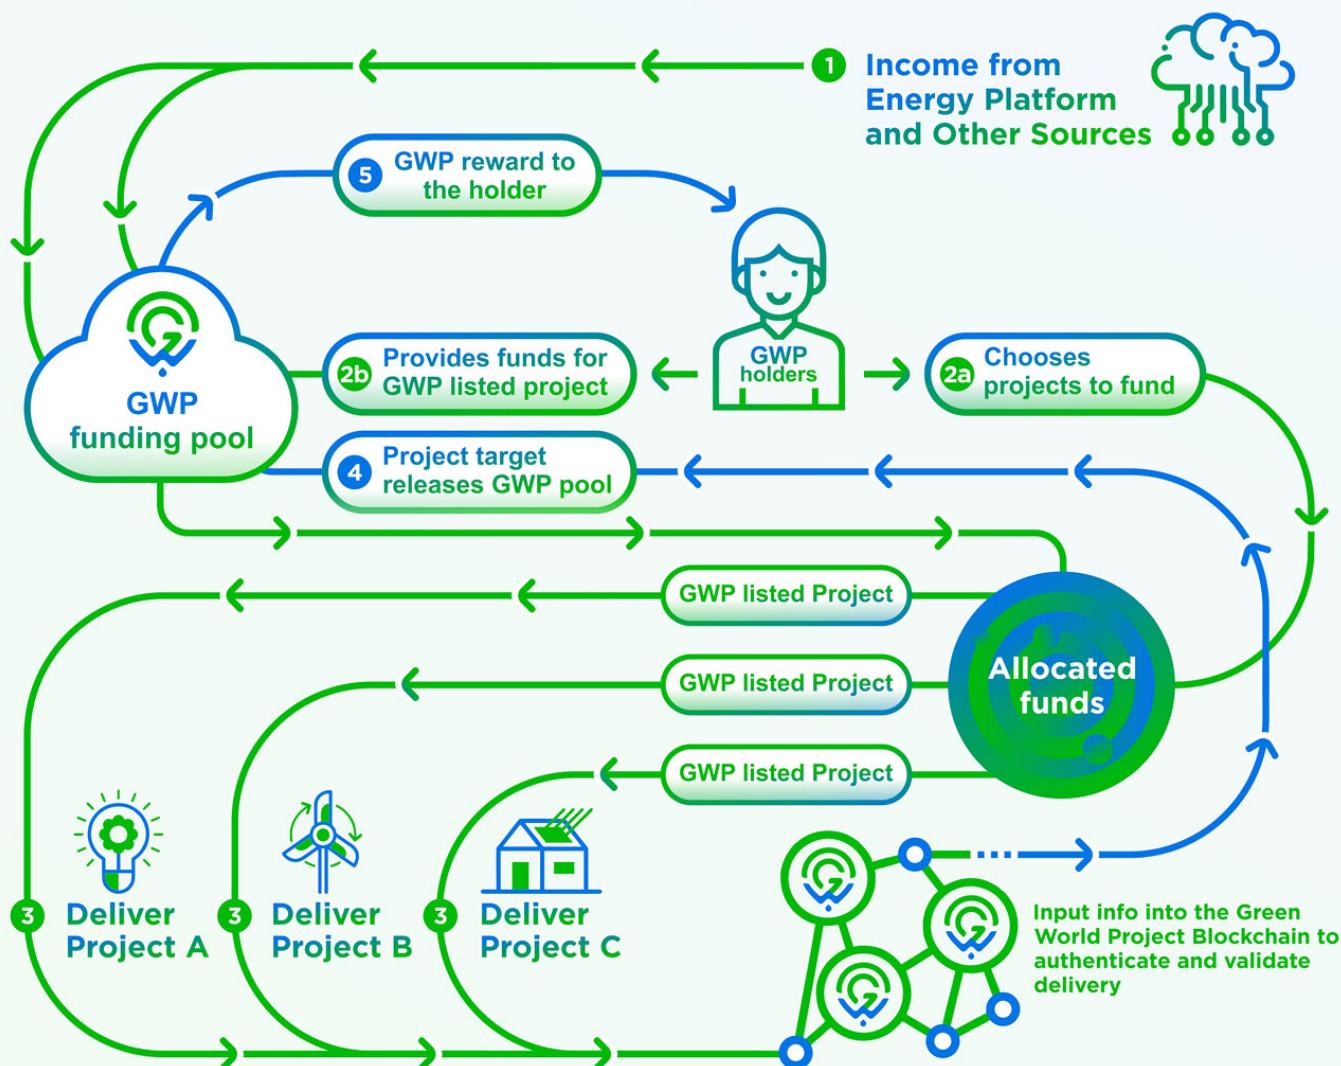 1 Income from
Energy Platform
and Other Sources
5 GWP reward to
the holder
GWP
funding pool
2b Provides funds for
GWP listed project
GWP
holders
2a Chooses
projects to fund
4 Project target
releases GWP pool
GWP listed Project
GWP listed Project
GWP listed Project
Allocated
funds
3 Deliver
Project A
3 Deliver
Project B
3 Deliver
Project C
Input info into the Green
World Project Blockchain to
authenticate and validate
delivery